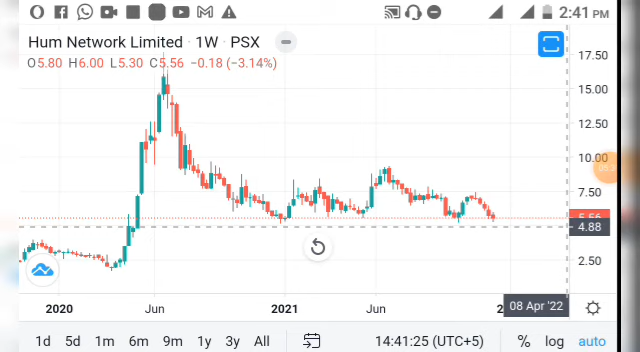 2:41 PM
Hum Network Limited · 1W · PSX
O5.80 H6.00 L5.30 C5.56 −0.18 (−3.14%)
17.50
15.00
12.50
10.00
7.50
5.56
4.88
2.50
2020 Jun 2021 Jun 08 Apr '22
1d 5d 1m 6m 9m 1y 3y All 14:41:25 (UTC+5) % log auto